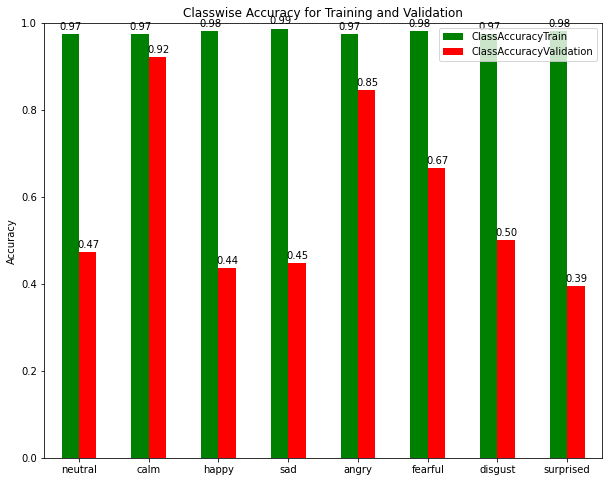 Classwise Accuracy for Training and Validation
0.97 0.97 0.98 0.99 0.97 0.98 0.97 0.98
ClassAccuracyTrain
ClassAccuracyValidation
1.0
0.92
0.85
0.8
0.67
0.6
Accuracy
0.50
0.47
0.45
0.44
0.4
0.39
0.2
0.0
neutral calm happy sad angry fearful disgust surprised